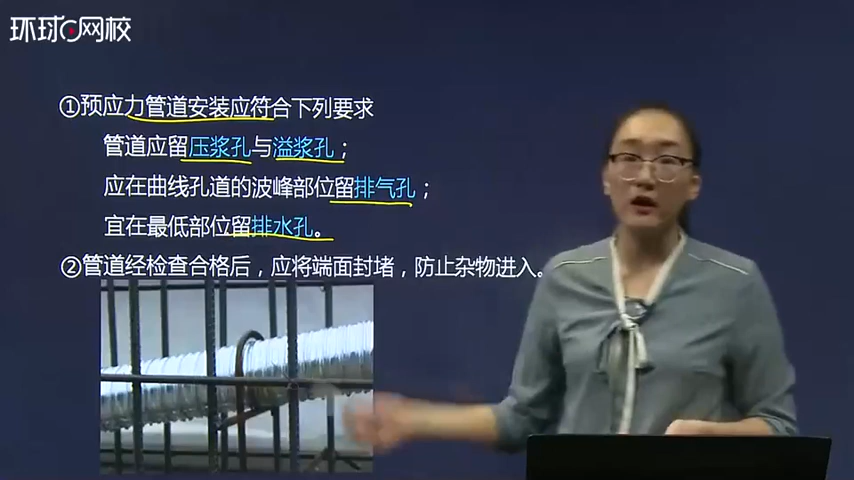 环球网校
①预应力管道安装应符合下列要求
管道应留压浆孔与溢浆孔；
应在曲线孔道的波峰部位留排气孔；
宜在最低部位留排水孔。
②管道经检查合格后，应将端面封堵，防止杂物进入。